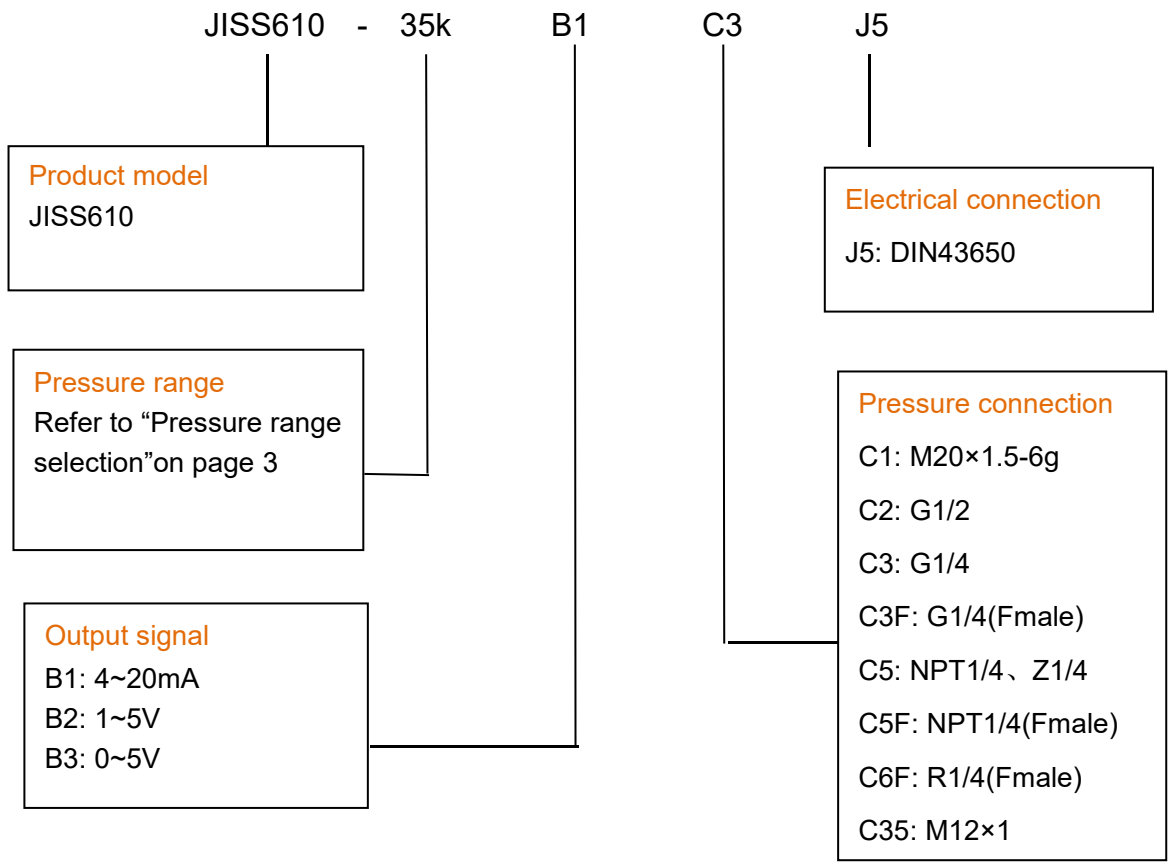 JISS610 - 35k B1 C3 J5
Product model
JISS610
Pressure range
Refer to “Pressure range
selection”on page 3
Output signal
B1: 4~20mA
B2: 1~5V
B3: 0~5V
Electrical connection
J5: DIN43650
Pressure connection
C1: M20×1.5-6g
C2: G1/2
C3: G1/4
C3F: G1/4(Fmale)
C5: NPT1/4、Z1/4
C5F: NPT1/4(Fmale)
C6F: R1/4(Fmale)
C35: M12×1